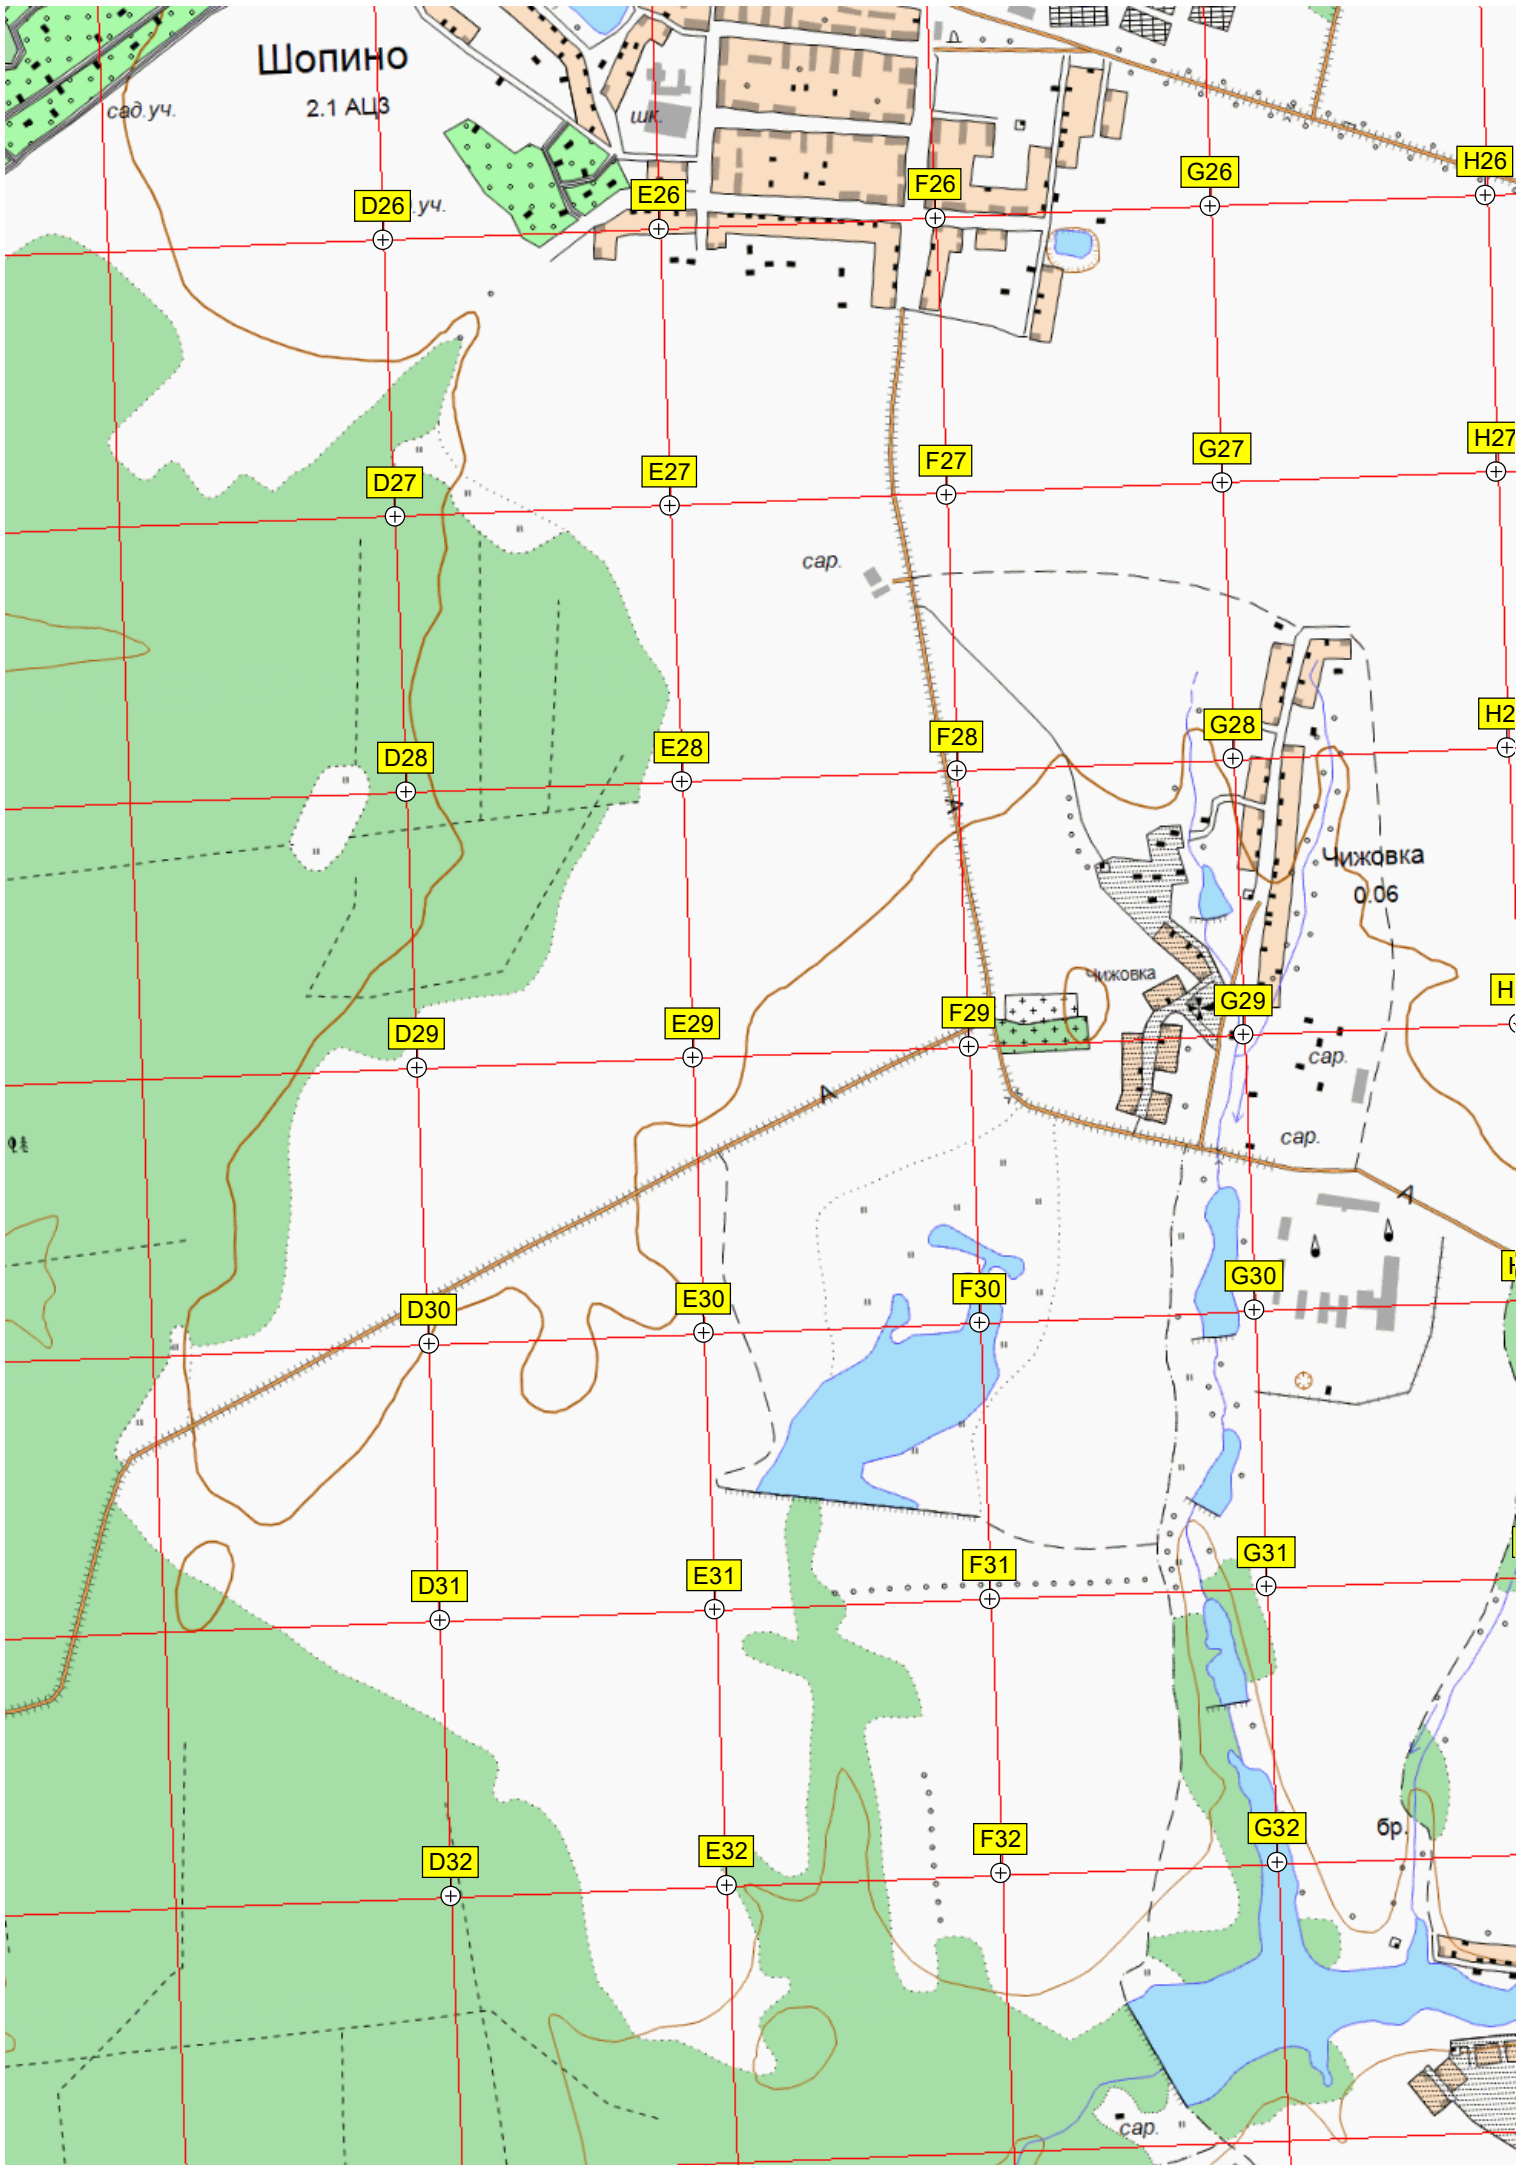 Шопино
2.1 АЦЗ
сад.уч.
шк.
D26
.уч.
E26
F26
G26
H26
D27
E27
F27
G27
H27
сар.
D28
E28
F28
G28
H2
А
Чижовка
0.06
Чижовка
D29
E29
F29
G29
H
сар.
А
сар.
А
D30
E30
F30
G30
H
D31
E31
F31
G31
D32
E32
F32
G32
бр.
сар.